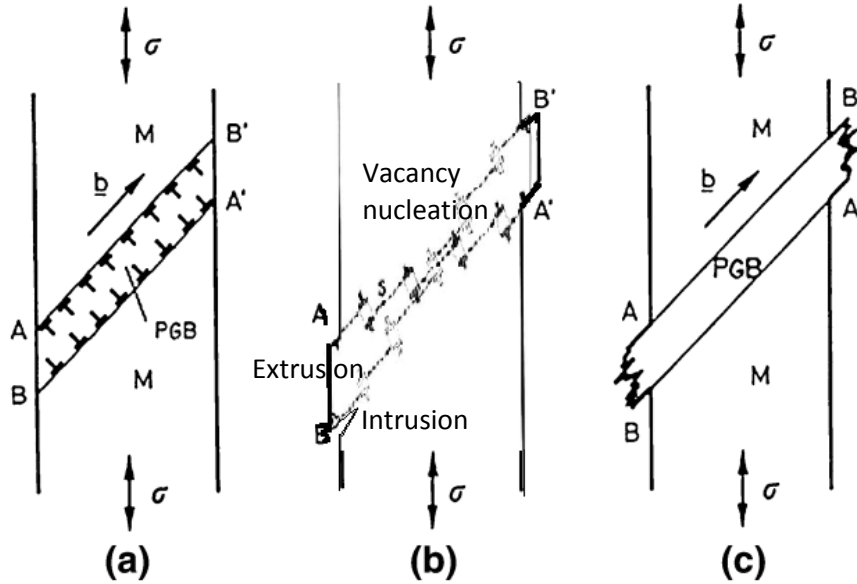 σ σ σ
M
B'
b
A'
A
PGB
B
M
σ
(a)
B'
Vacancy
nucleation
A'
S
A
Extrusion
B
Intrusion
σ
(b)
B
M
b
A
PGB
A
M
B
σ
(c)